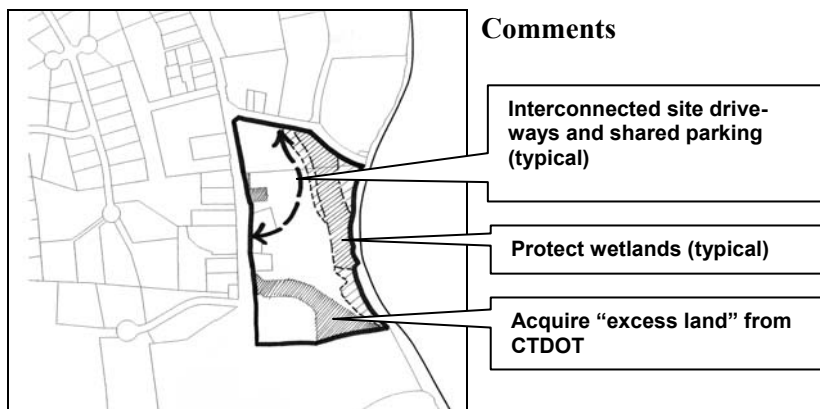 Comments
Interconnected site drive-
ways and shared parking
(typical)
Protect wetlands (typical)
Acquire “excess land” from
CTDOT